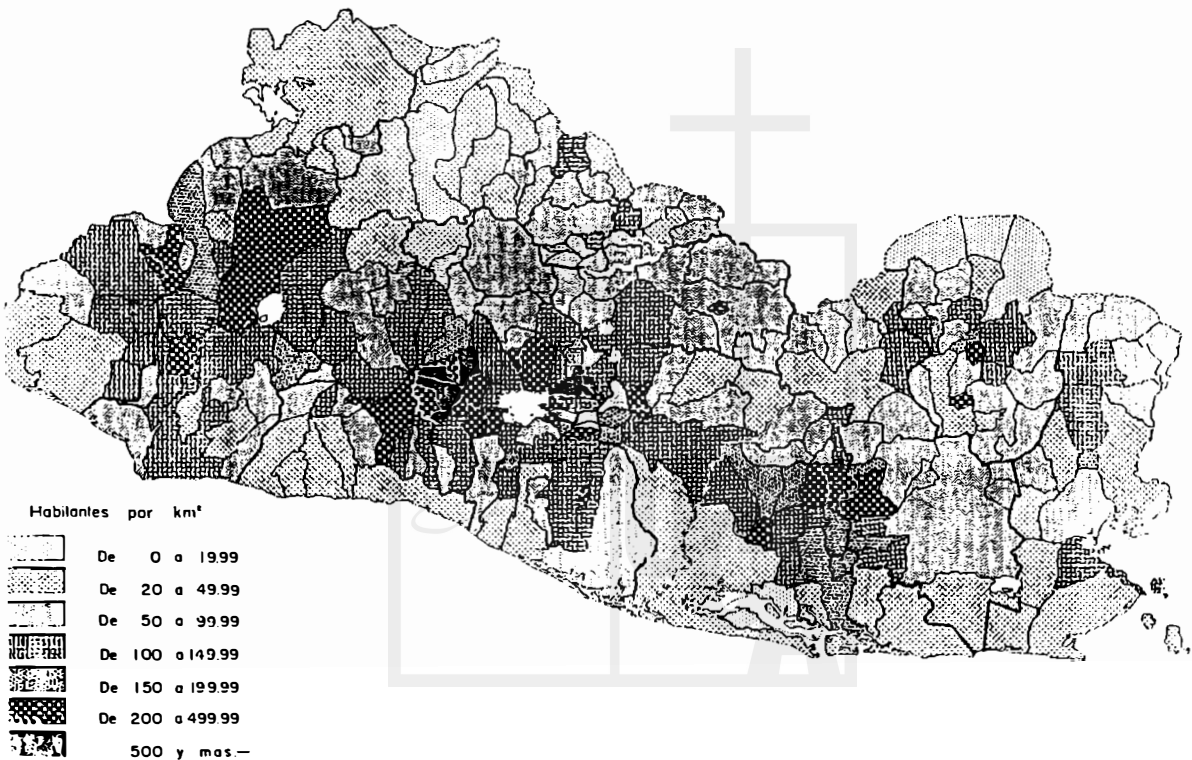 Habitantes por km²
De 0 a 19.99
De 20 a 49.99
De 50 a 99.99
De 100 a 149.99
De 150 a 199.99
De 200 a 499.99
500 y mas.—